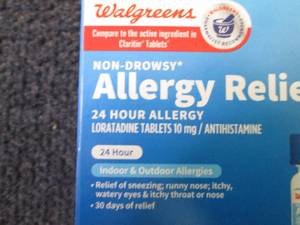 Walgreens
Compare to the active ingredient in
Claritin® Tablets*
W
NON-DROWSY*
Allergy Relie
24 HOUR ALLERGY
LORATADINE TABLETS 10 mg / ANTIHISTAMINE
24 Hour
Indoor & Outdoor Allergies
• Relief of sneezing; runny nose; itchy,
watery eyes & itchy throat or nose
• 30 days of relief